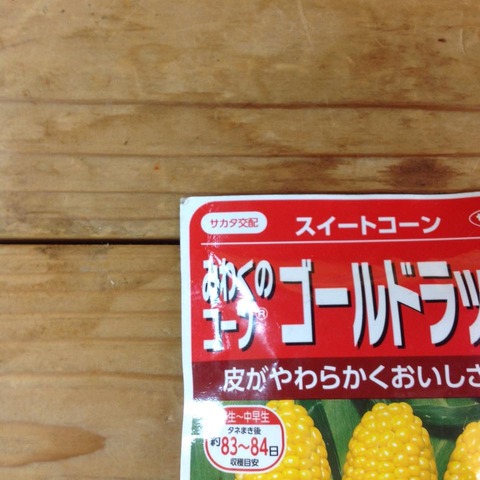 サカタ交配
スイートコーン
おわくの
コーナ®
ゴールドラッ
皮がやわらかくおいしさ
生～中早生
タネまき後
約83～84日
収穫目安